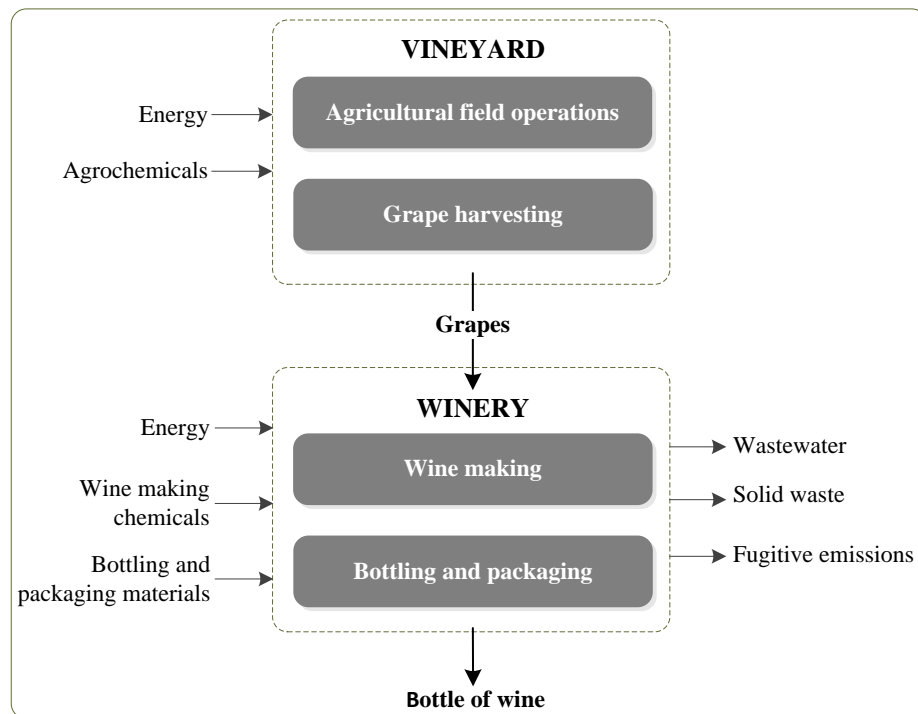 VINEYARD
Energy
Agricultural field operations
Agrochemicals
Grape harvesting
Grapes
WINERY
Energy
Wine making
Wastewater
Wine making
chemicals
Solid waste
Bottling and
packaging materials
Bottling and packaging
Fugitive emissions
Bottle of wine